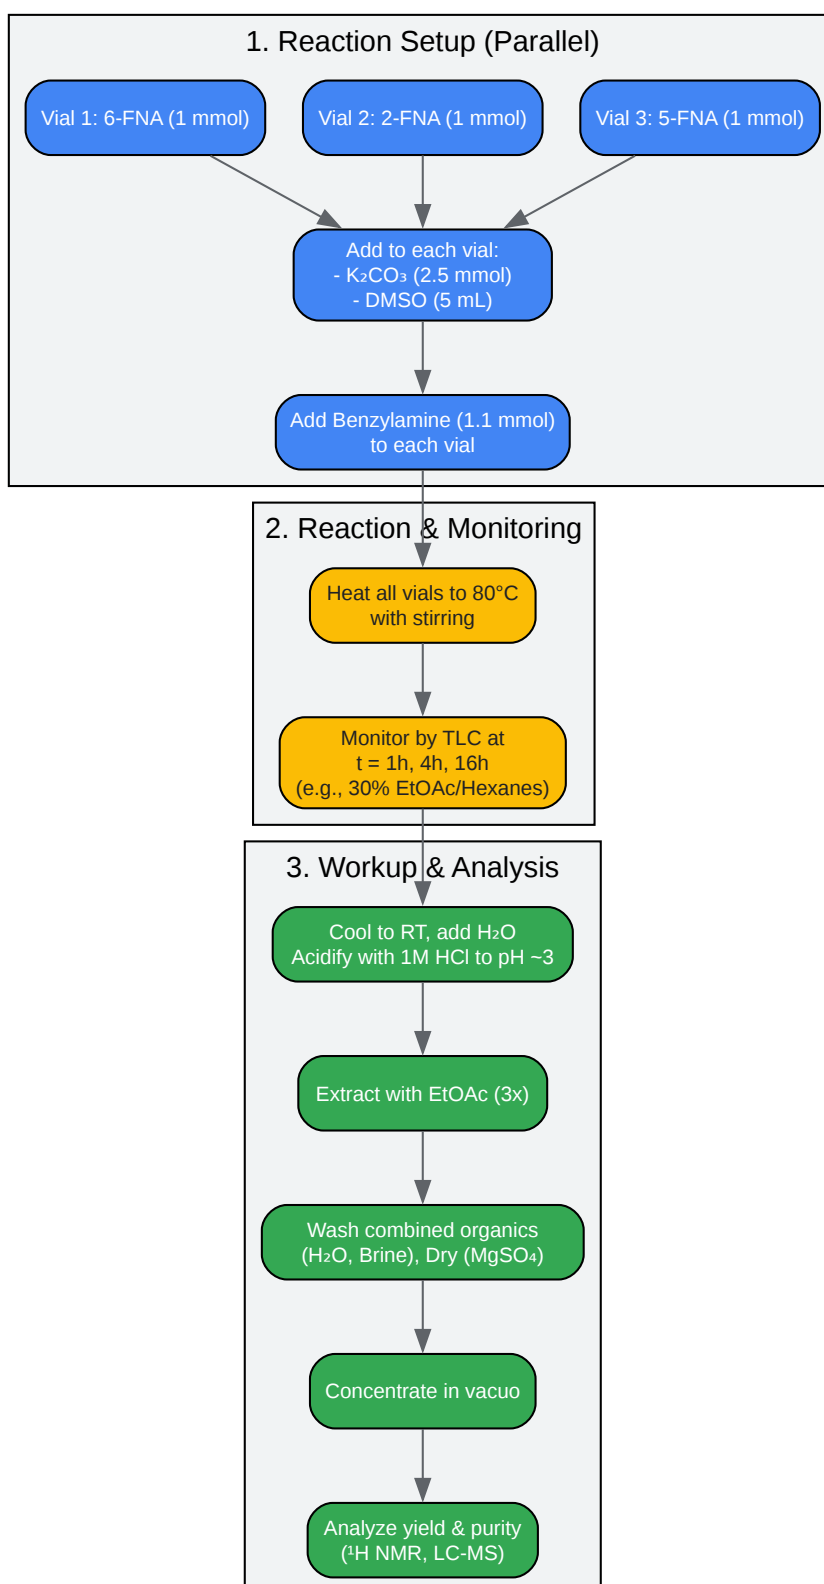 1. Reaction Setup (Parallel)
Vial 1: 6-FNA (1 mmol)
Vial 2: 2-FNA (1 mmol)
Vial 3: 5-FNA (1 mmol)
Add to each vial:
- K₂CO₃ (2.5 mmol)
- DMSO (5 mL)
Add Benzylamine (1.1 mmol)
to each vial
2. Reaction & Monitoring
Heat all vials to 80°C
with stirring
Monitor by TLC at
t = 1h, 4h, 16h
(e.g., 30% EtOAc/Hexanes)
3. Workup & Analysis
Cool to RT, add H₂O
Acidify with 1M HCl to pH ~3
Extract with EtOAc (3x)
Wash combined organics
(H₂O, Brine), Dry (MgSO₄)
Concentrate in vacuo
Analyze yield & purity
(¹H NMR, LC-MS)